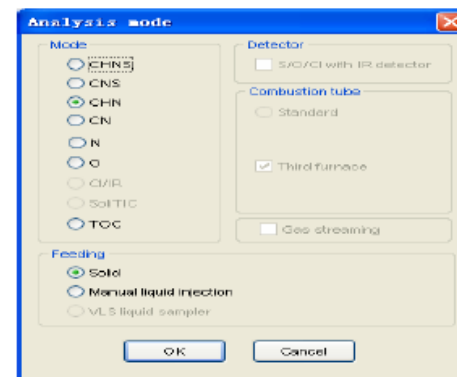 Analysis mode
Mode
CHNS
CNS
CHN
CN
N
O
Cl/IR
Soli TIC
TOC
Detector
S/O/Cl with IR detector
Combustion tube
Standard
Third furnace
Gas streaming
Feeding
Solid
Manual liquid injection
VLS liquid sampler
OK
Cancel